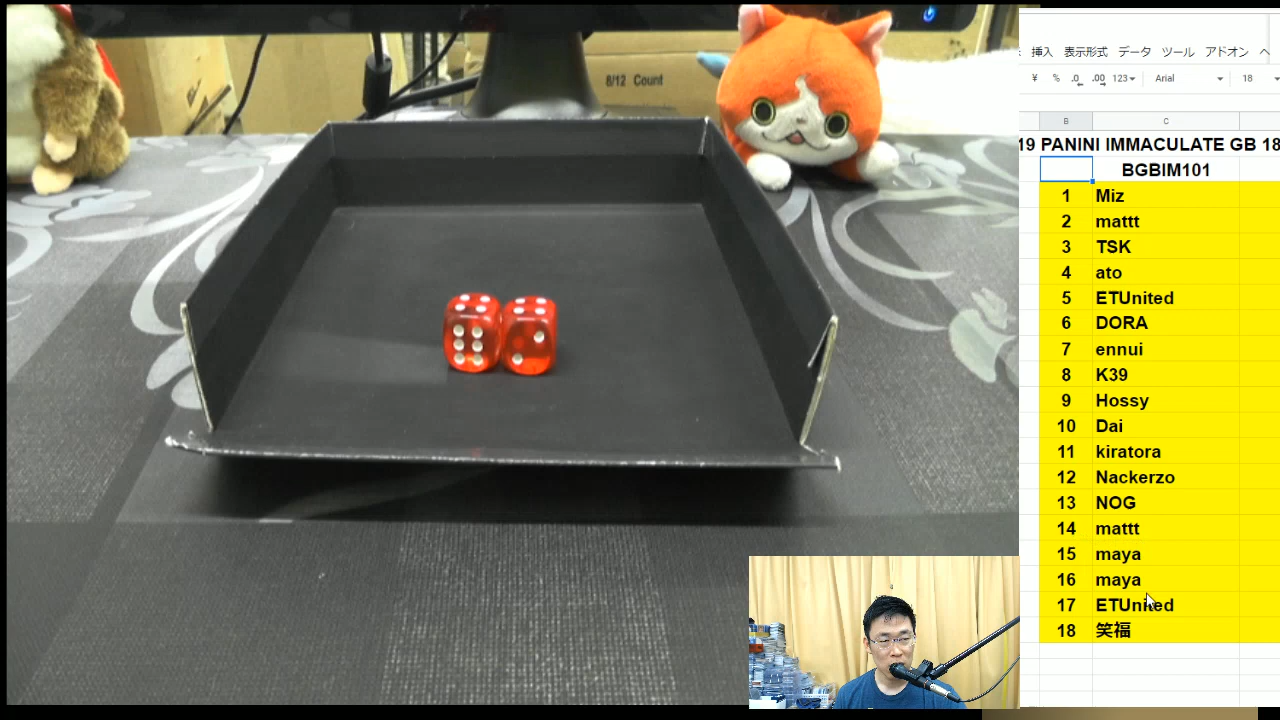 8/12 Count
挿入 表示形式 データ ツール アドオン ヘ
¥ % .0 .00 123 Arial 18
B C
19 PANINI IMMACULATE GB 18
BGBIM101
1 Miz
2 mattt
3 TSK
4 ato
5 ETUnited
6 DORA
7 ennui
8 K39
9 Hossy
10 Dai
11 kiratora
12 Nackerzo
13 NOG
14 mattt
15 maya
16 maya
17 ETUnited
18 笑福